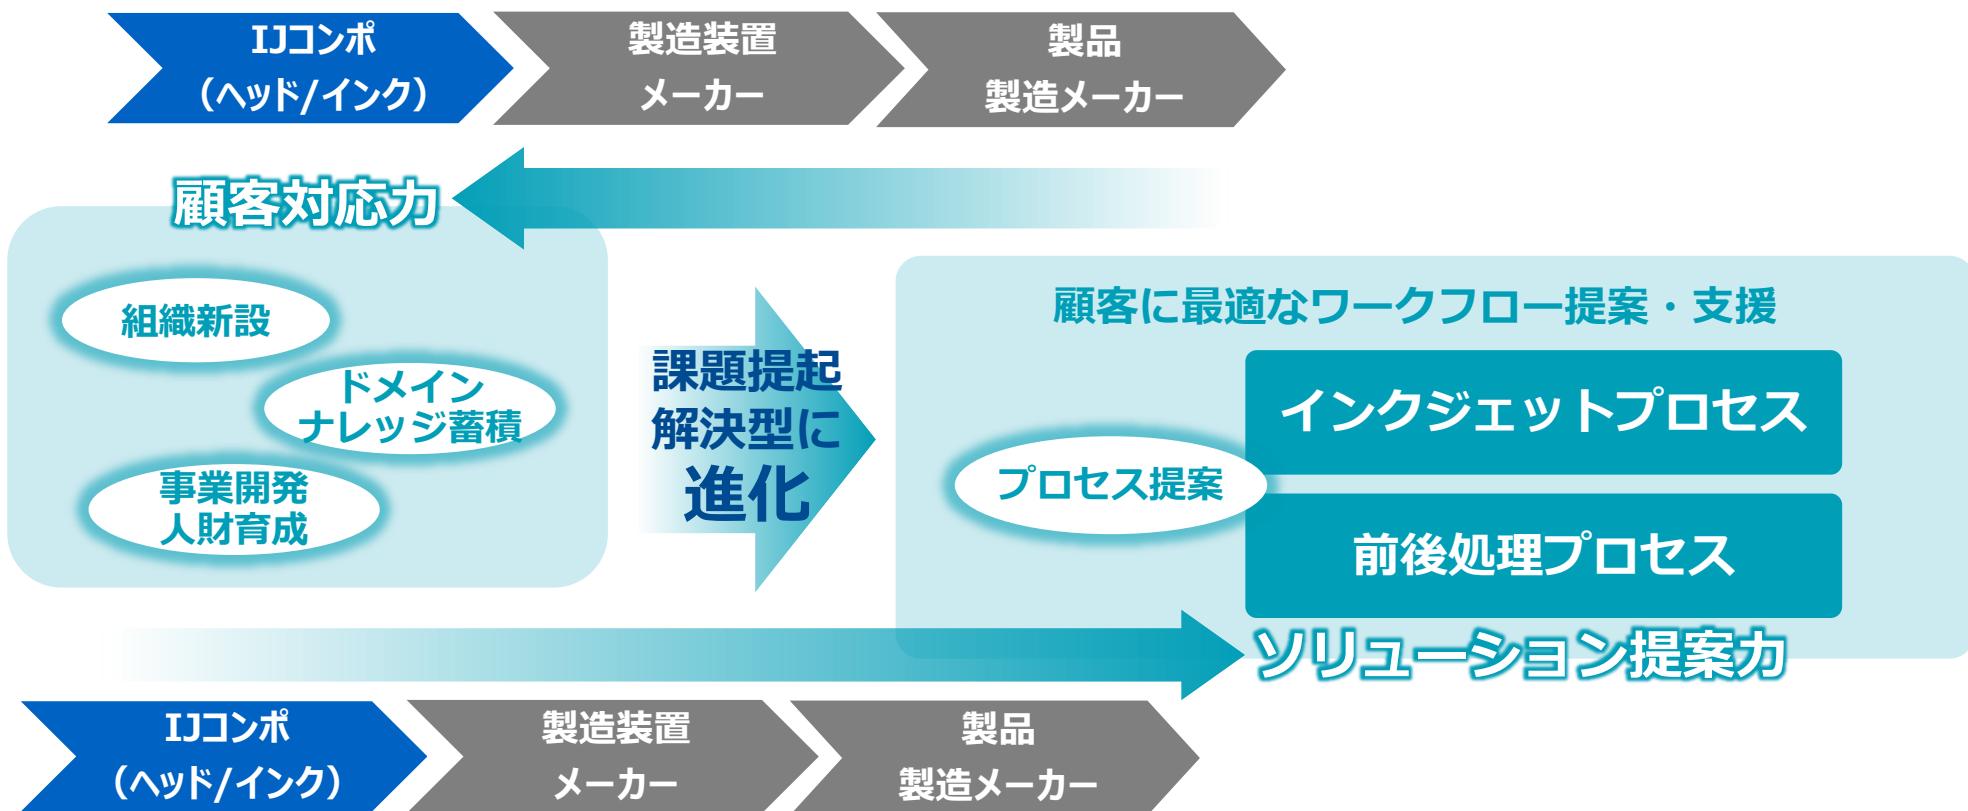 IJコンポ
（ヘッド/インク）
製造装置
メーカー
製品
製造メーカー
顧客対応力
組織新設
ドメイン
ナレッジ蓄積
事業開発
人財育成
課題提起
解決型に
進化
顧客に最適なワークフロー提案・支援
インクジェットプロセス
プロセス提案
前後処理プロセス
ソリューション提案力
IJコンポ
（ヘッド/インク）
製造装置
メーカー
製品
製造メーカー